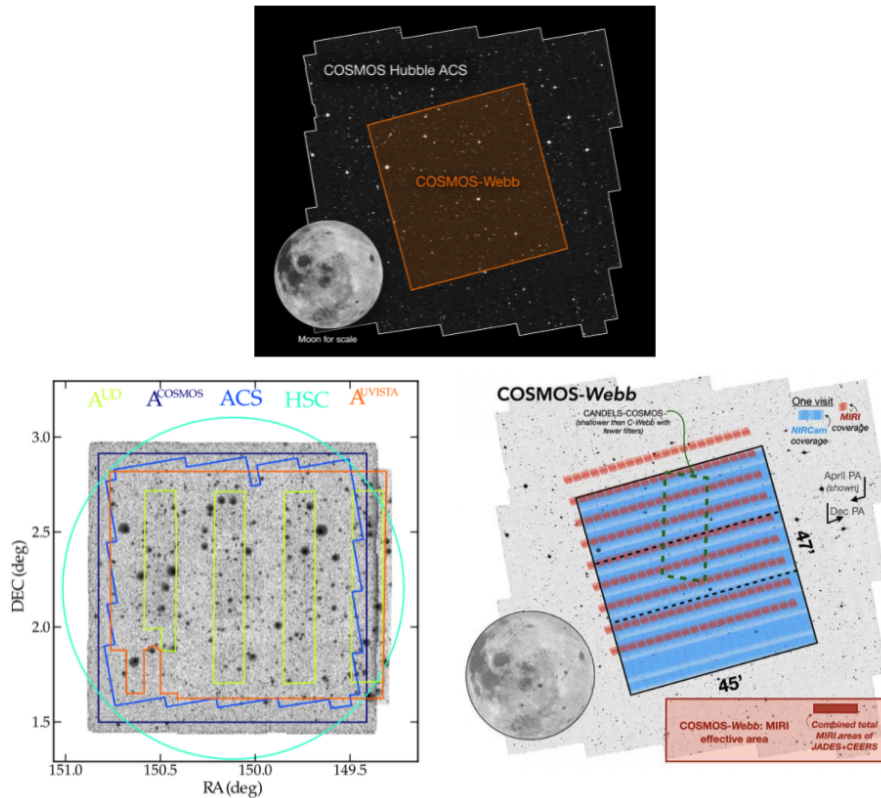 COSMOS Hubble ACS
COSMOS-Webb
Moon for scale
A^UD A^COSMOS ACS HSC A^UVISTA
3.0
2.5
2.0
1.5
DEC (deg)
151.0 150.5 150.0 149.5
RA (deg)
COSMOS-Webb
CANDELS-COSMOS
(shallower than C-Webb with
fewer filters)
One visit
MIRI
coverage
NIRCam
coverage
April PA
(shown)
Dec PA
47'
45'
COSMOS-Webb: MIRI
effective area
Combined total
MIRI areas of
JADES+CEERS